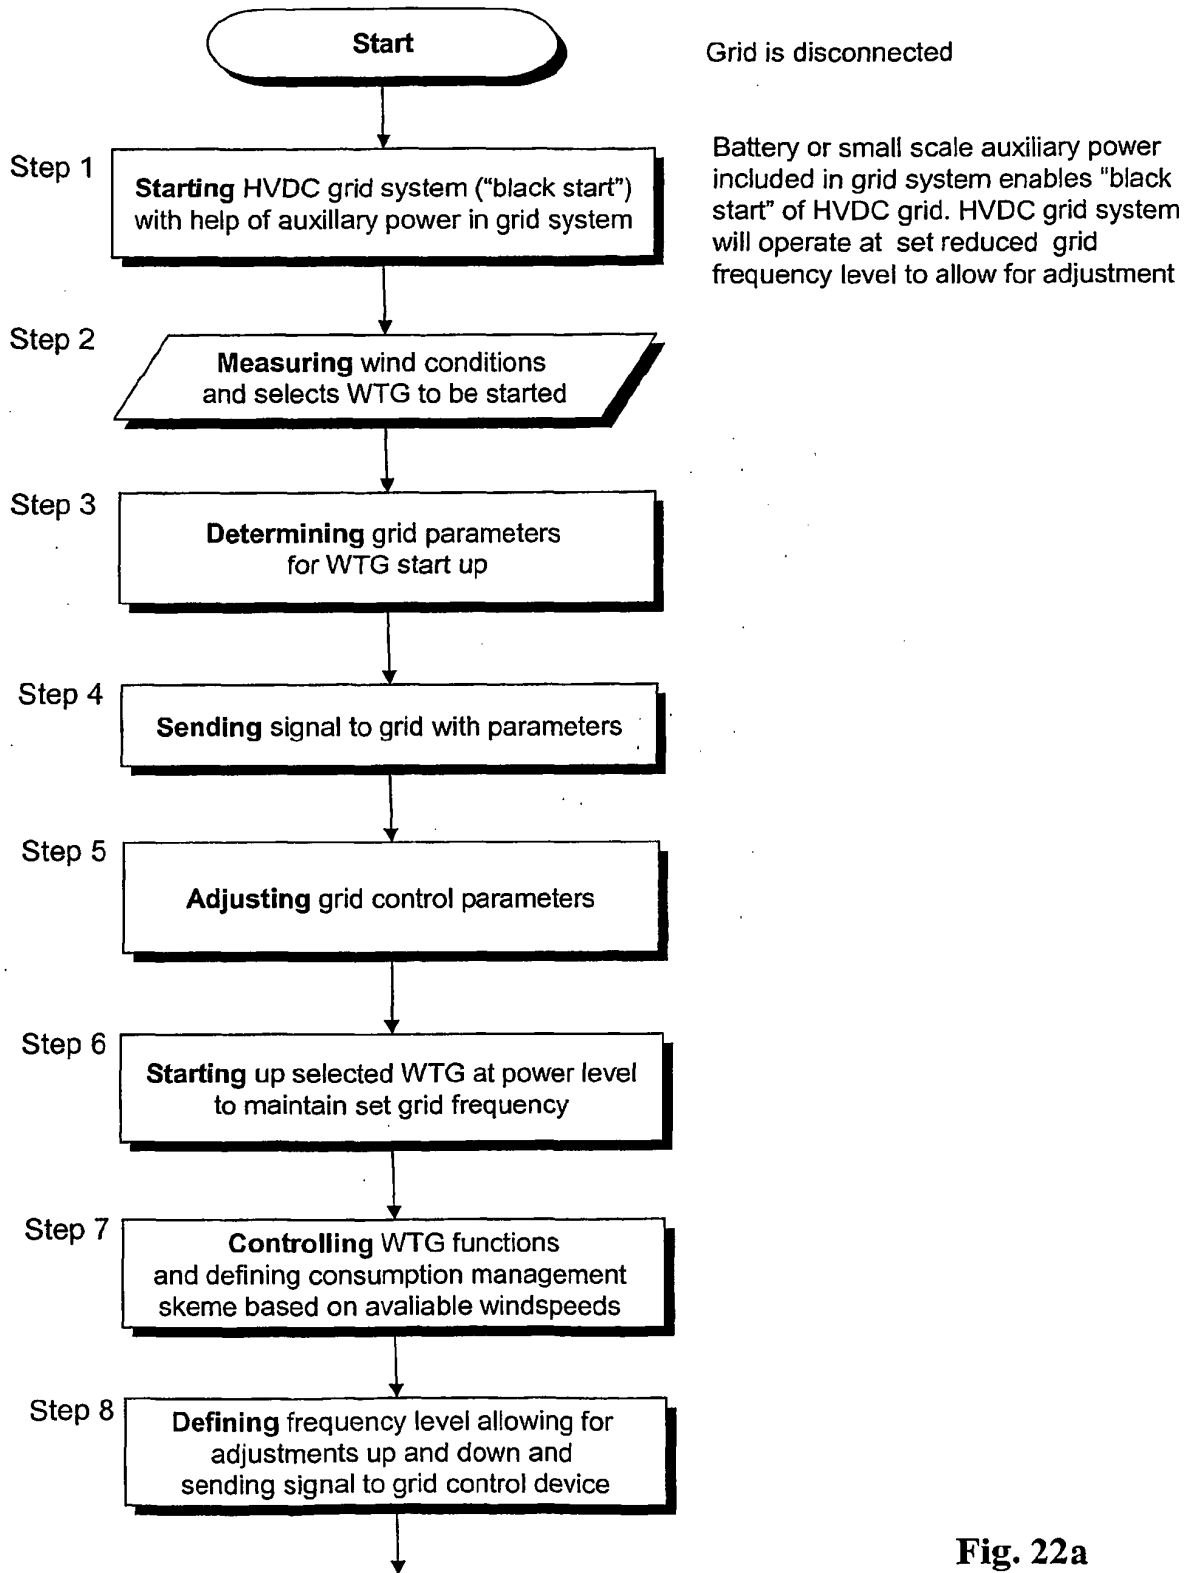 Start
Grid is disconnected
Step 1
Starting HVDC grid system ("black start")
with help of auxillary power in grid system
Battery or small scale auxiliary power
included in grid system enables "black
start" of HVDC grid. HVDC grid system
will operate at set reduced grid
frequency level to allow for adjustment
Step 2
Measuring wind conditions
and selects WTG to be started
Step 3
Determining grid parameters
for WTG start up
Step 4
Sending signal to grid with parameters
Step 5
Adjusting grid control parameters
Step 6
Starting up selected WTG at power level
to maintain set grid frequency
Step 7
Controlling WTG functions
and defining consumption management
skeme based on avaliable windspeeds
Step 8
Defining frequency level allowing for
adjustments up and down and
sending signal to grid control device
Fig. 22a